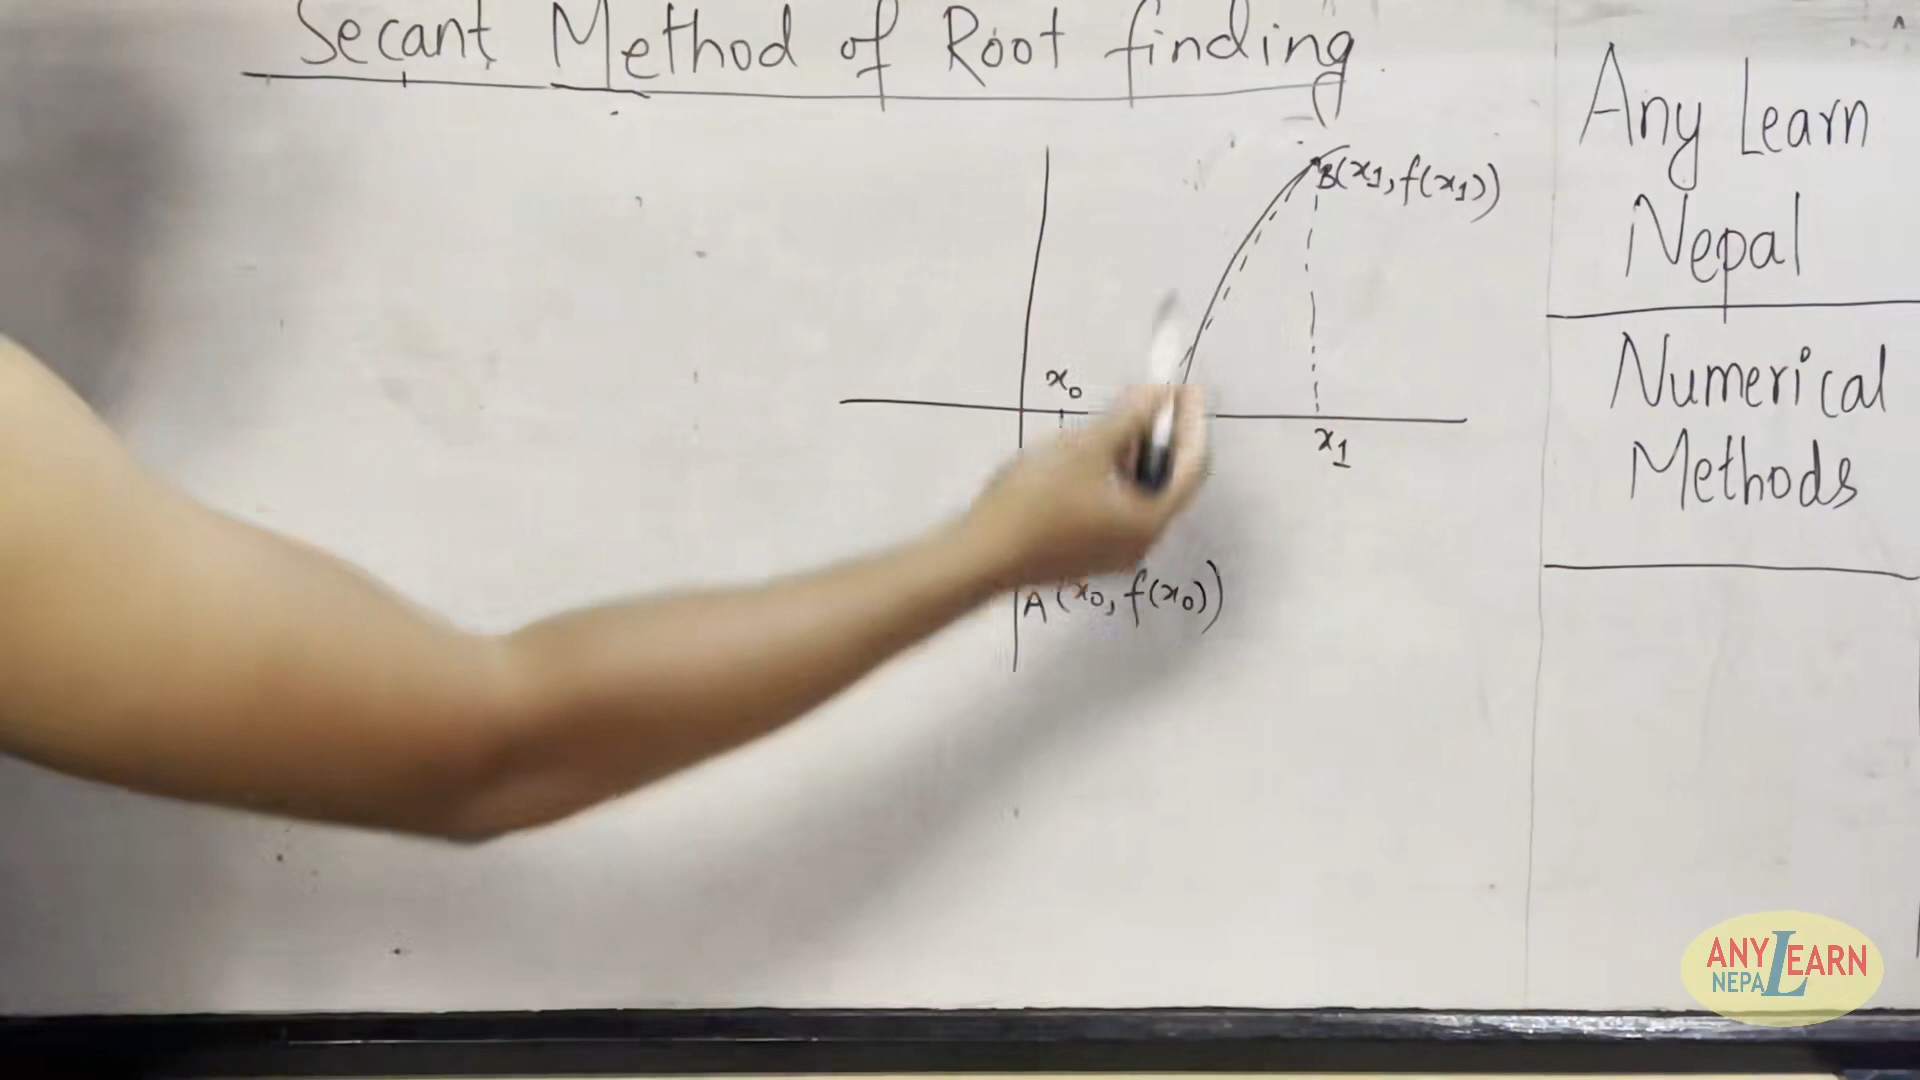 Secant Method of Root finding
B(x₁, f(x₁))
x₀
x₁
A(x₀, f(x₀))
Any Learn
Nepal
Numerical
Methods
ANY LEARN
NEPAL